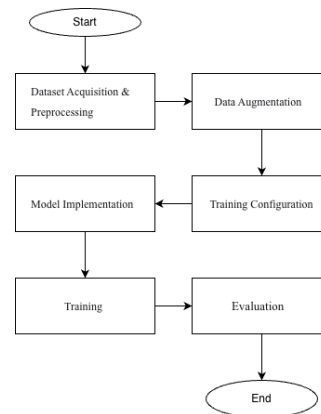 Start
Dataset Acquisition &
Preprocessing
Data Augmentation
Training Configuration
Model Implementation
Training
Evaluation
End